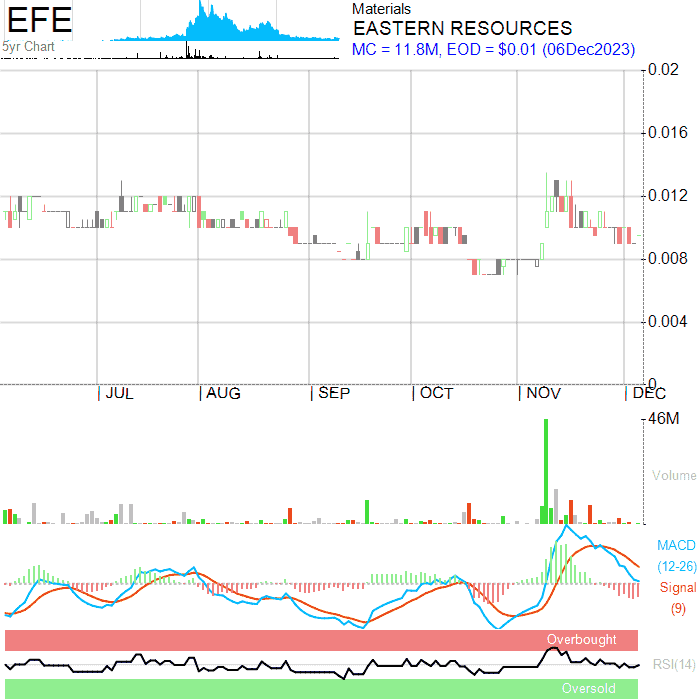 EFE
5yr Chart
Materials
EASTERN RESOURCES
MC = 11.8M, EOD = $0.01 (06Dec2023)
0.02
0.016
0.012
0.008
0.004
0
JUL AUG SEP OCT NOV DEC
46M
Volume
MACD
(12-26)
Signal
(9)
Overbought
RSI(14)
Oversold